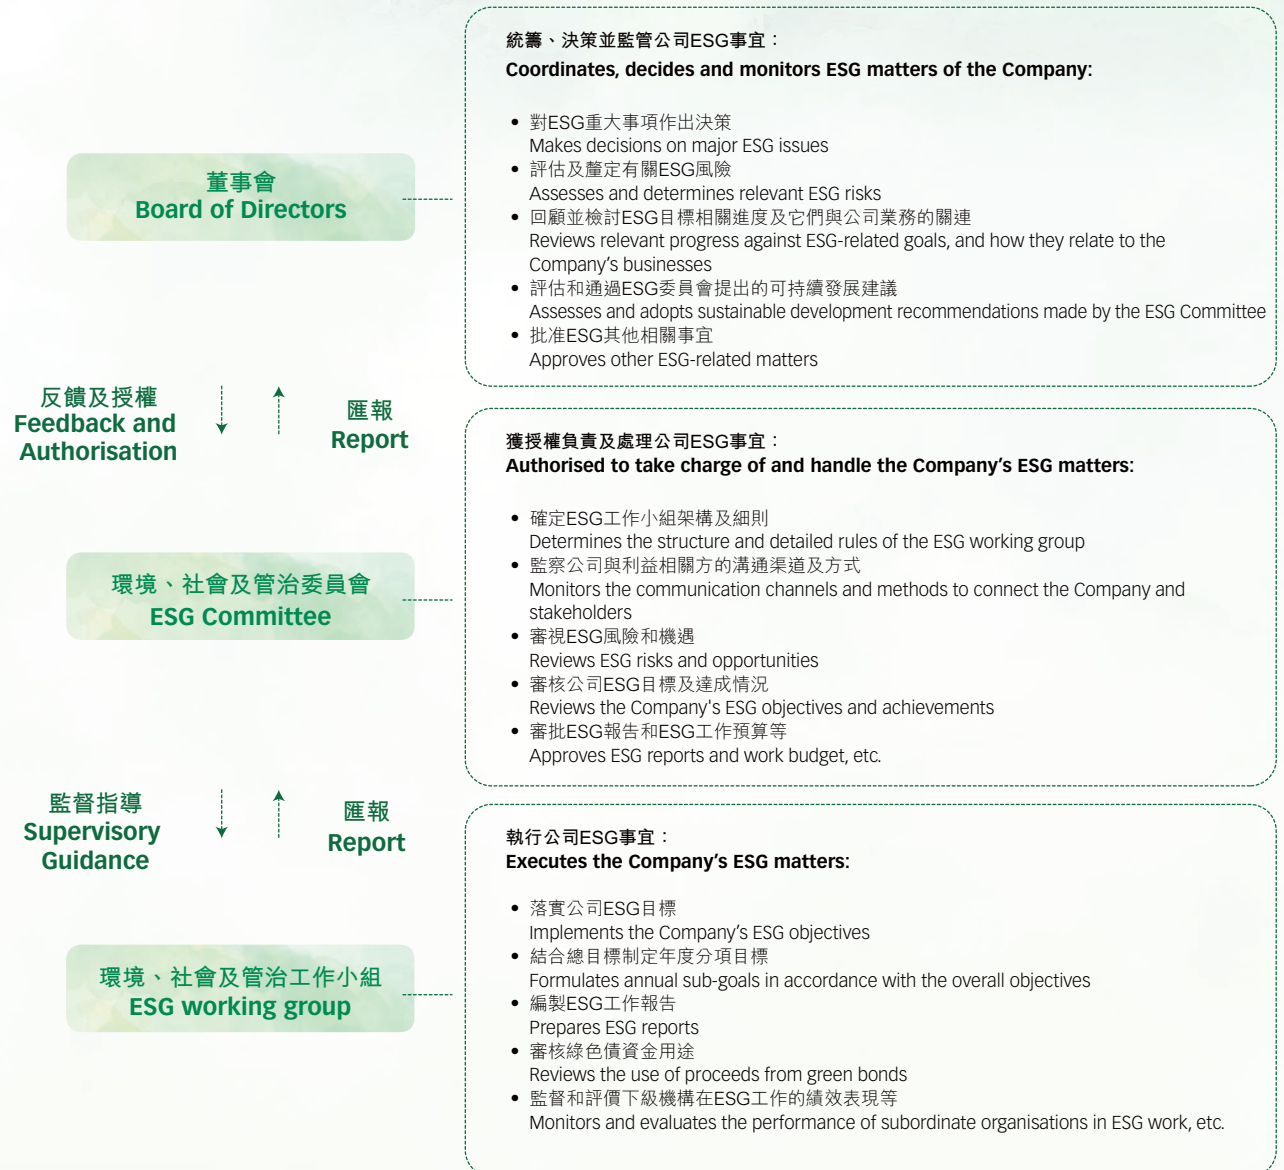 統籌、決策並監管公司ESG事宜：
Coordinates, decides and monitors ESG matters of the Company:
• 對ESG重大事項作出決策
Makes decisions on major ESG issues
• 評估及釐定有關ESG風險
Assesses and determines relevant ESG risks
• 回顧並檢討ESG目標相關進度及它們與公司業務的關連
Reviews relevant progress against ESG-related goals, and how they relate to the
Company’s businesses
• 評估和通過ESG委員會提出的可持續發展建議
Assesses and adopts sustainable development recommendations made by the ESG Committee
• 批准ESG其他相關事宜
Approves other ESG-related matters
董事會
Board of Directors
反饋及授權
Feedback and
Authorisation
匯報
Report
獲授權負責及處理公司ESG事宜：
Authorised to take charge of and handle the Company’s ESG matters:
• 確定ESG工作小組架構及細則
Determines the structure and detailed rules of the ESG working group
• 監察公司與利益相關方的溝通渠道及方式
Monitors the communication channels and methods to connect the Company and
stakeholders
• 審視ESG風險和機遇
Reviews ESG risks and opportunities
• 審核公司ESG目標及達成情況
Reviews the Company's ESG objectives and achievements
• 審批ESG報告和ESG工作預算等
Approves ESG reports and work budget, etc.
環境、社會及管治委員會
ESG Committee
監督指導
Supervisory
Guidance
匯報
Report
執行公司ESG事宜：
Executes the Company’s ESG matters:
• 落實公司ESG目標
Implements the Company’s ESG objectives
• 結合總目標制定年度分項目標
Formulates annual sub-goals in accordance with the overall objectives
• 編製ESG工作報告
Prepares ESG reports
• 審核綠色債資金用途
Reviews the use of proceeds from green bonds
• 監督和評價下級機構在ESG工作的績效表現等
Monitors and evaluates the performance of subordinate organisations in ESG work, etc.
環境、社會及管治工作小組
ESG working group